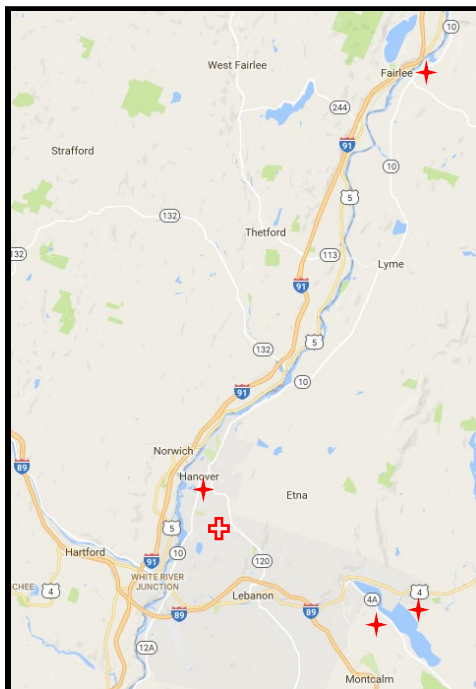 10
West Fairlee
Fairlee
244
91
10
Strafford
5
132
Thetford
132
113
Lyme
91
5
132
10
91
Norwich
89
Hanover
Etna
5
Hartford
10
91
120
WHITE RIVER
JUNCTION
CHEE
4
Lebanon
4A
4
89
89
12A
Montcalm